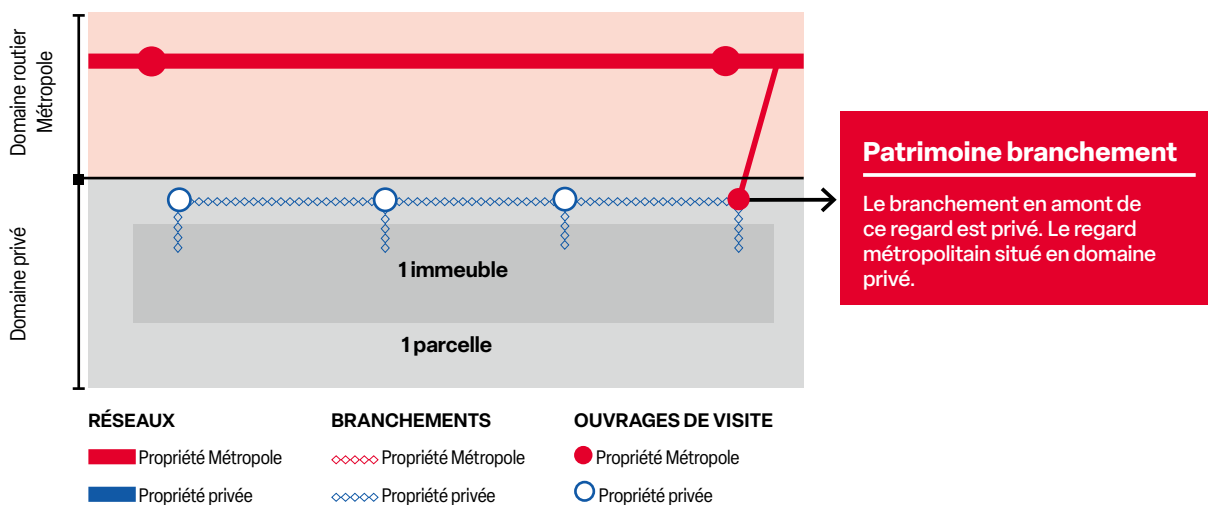 Domaine routier
Métropole
Domaine privé
1 immeuble
1 parcelle
Patrimoine branchement
Le branchement en amont de
ce regard est privé. Le regard
métropolitain situé en domaine
privé.
RÉSEAUX
Propriété Métropole
Propriété privée
BRANCHEMENTS
Propriété Métropole
Propriété privée
OUVRAGES DE VISITE
Propriété Métropole
Propriété privée